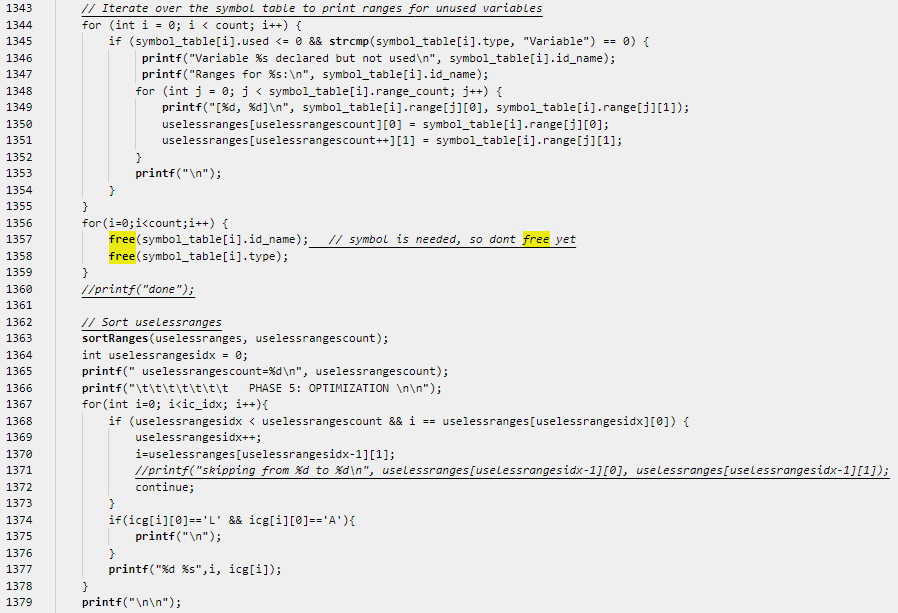 1343 // Iterate over the symbol table to print ranges for unused variables
1344 for (int i = 0; i < count; i++) {
1345 if (symbol_table[i].used <= 0 && strcmp(symbol_table[i].type, "Variable") == 0) {
1346 printf("Variable %s declared but not used\n", symbol_table[i].id_name);
1347 printf("Ranges for %s:\n", symbol_table[i].id_name);
1348 for (int j = 0; j < symbol_table[i].range_count; j++) {
1349 printf("[%d, %d]\n", symbol_table[i].range[j][0], symbol_table[i].range[j][1]);
1350 uselessranges[uselessrangescount][0] = symbol_table[i].range[j][0];
1351 uselessranges[uselessrangescount++][1] = symbol_table[i].range[j][1];
1352 }
1353 printf("\n");
1354 }
1355 }
1356 for(i=0;i<count;i++) {
1357 free(symbol_table[i].id_name); // symbol is needed, so dont free yet
1358 free(symbol_table[i].type);
1359 }
1360 //printf("done");
1361
1362 // Sort uselessranges
1363 sortRanges(uselessranges, uselessrangescount);
1364 int uselessrangesidx = 0;
1365 printf(" uselessrangescount=%d\n", uselessrangescount);
1366 printf("\t\t\t\t\t\t\t PHASE 5: OPTIMIZATION \n\n");
1367 for(int i=0; i<ic_idx; i++){
1368 if (uselessrangesidx < uselessrangescount && i == uselessranges[uselessrangesidx][0]) {
1369 uselessrangesidx++;
1370 i=uselessranges[uselessrangesidx-1][1];
1371 //printf("skipping from %d to %d\n", uselessranges[uselessrangesidx-1][0], uselessranges[uselessrangesidx-1][1]);
1372 continue;
1373 }
1374 if(icg[i][0]=='L' && icg[i][0]=='A'){
1375 printf("\n");
1376 }
1377 printf("%d %s",i, icg[i]);
1378 }
1379 printf("\n\n");